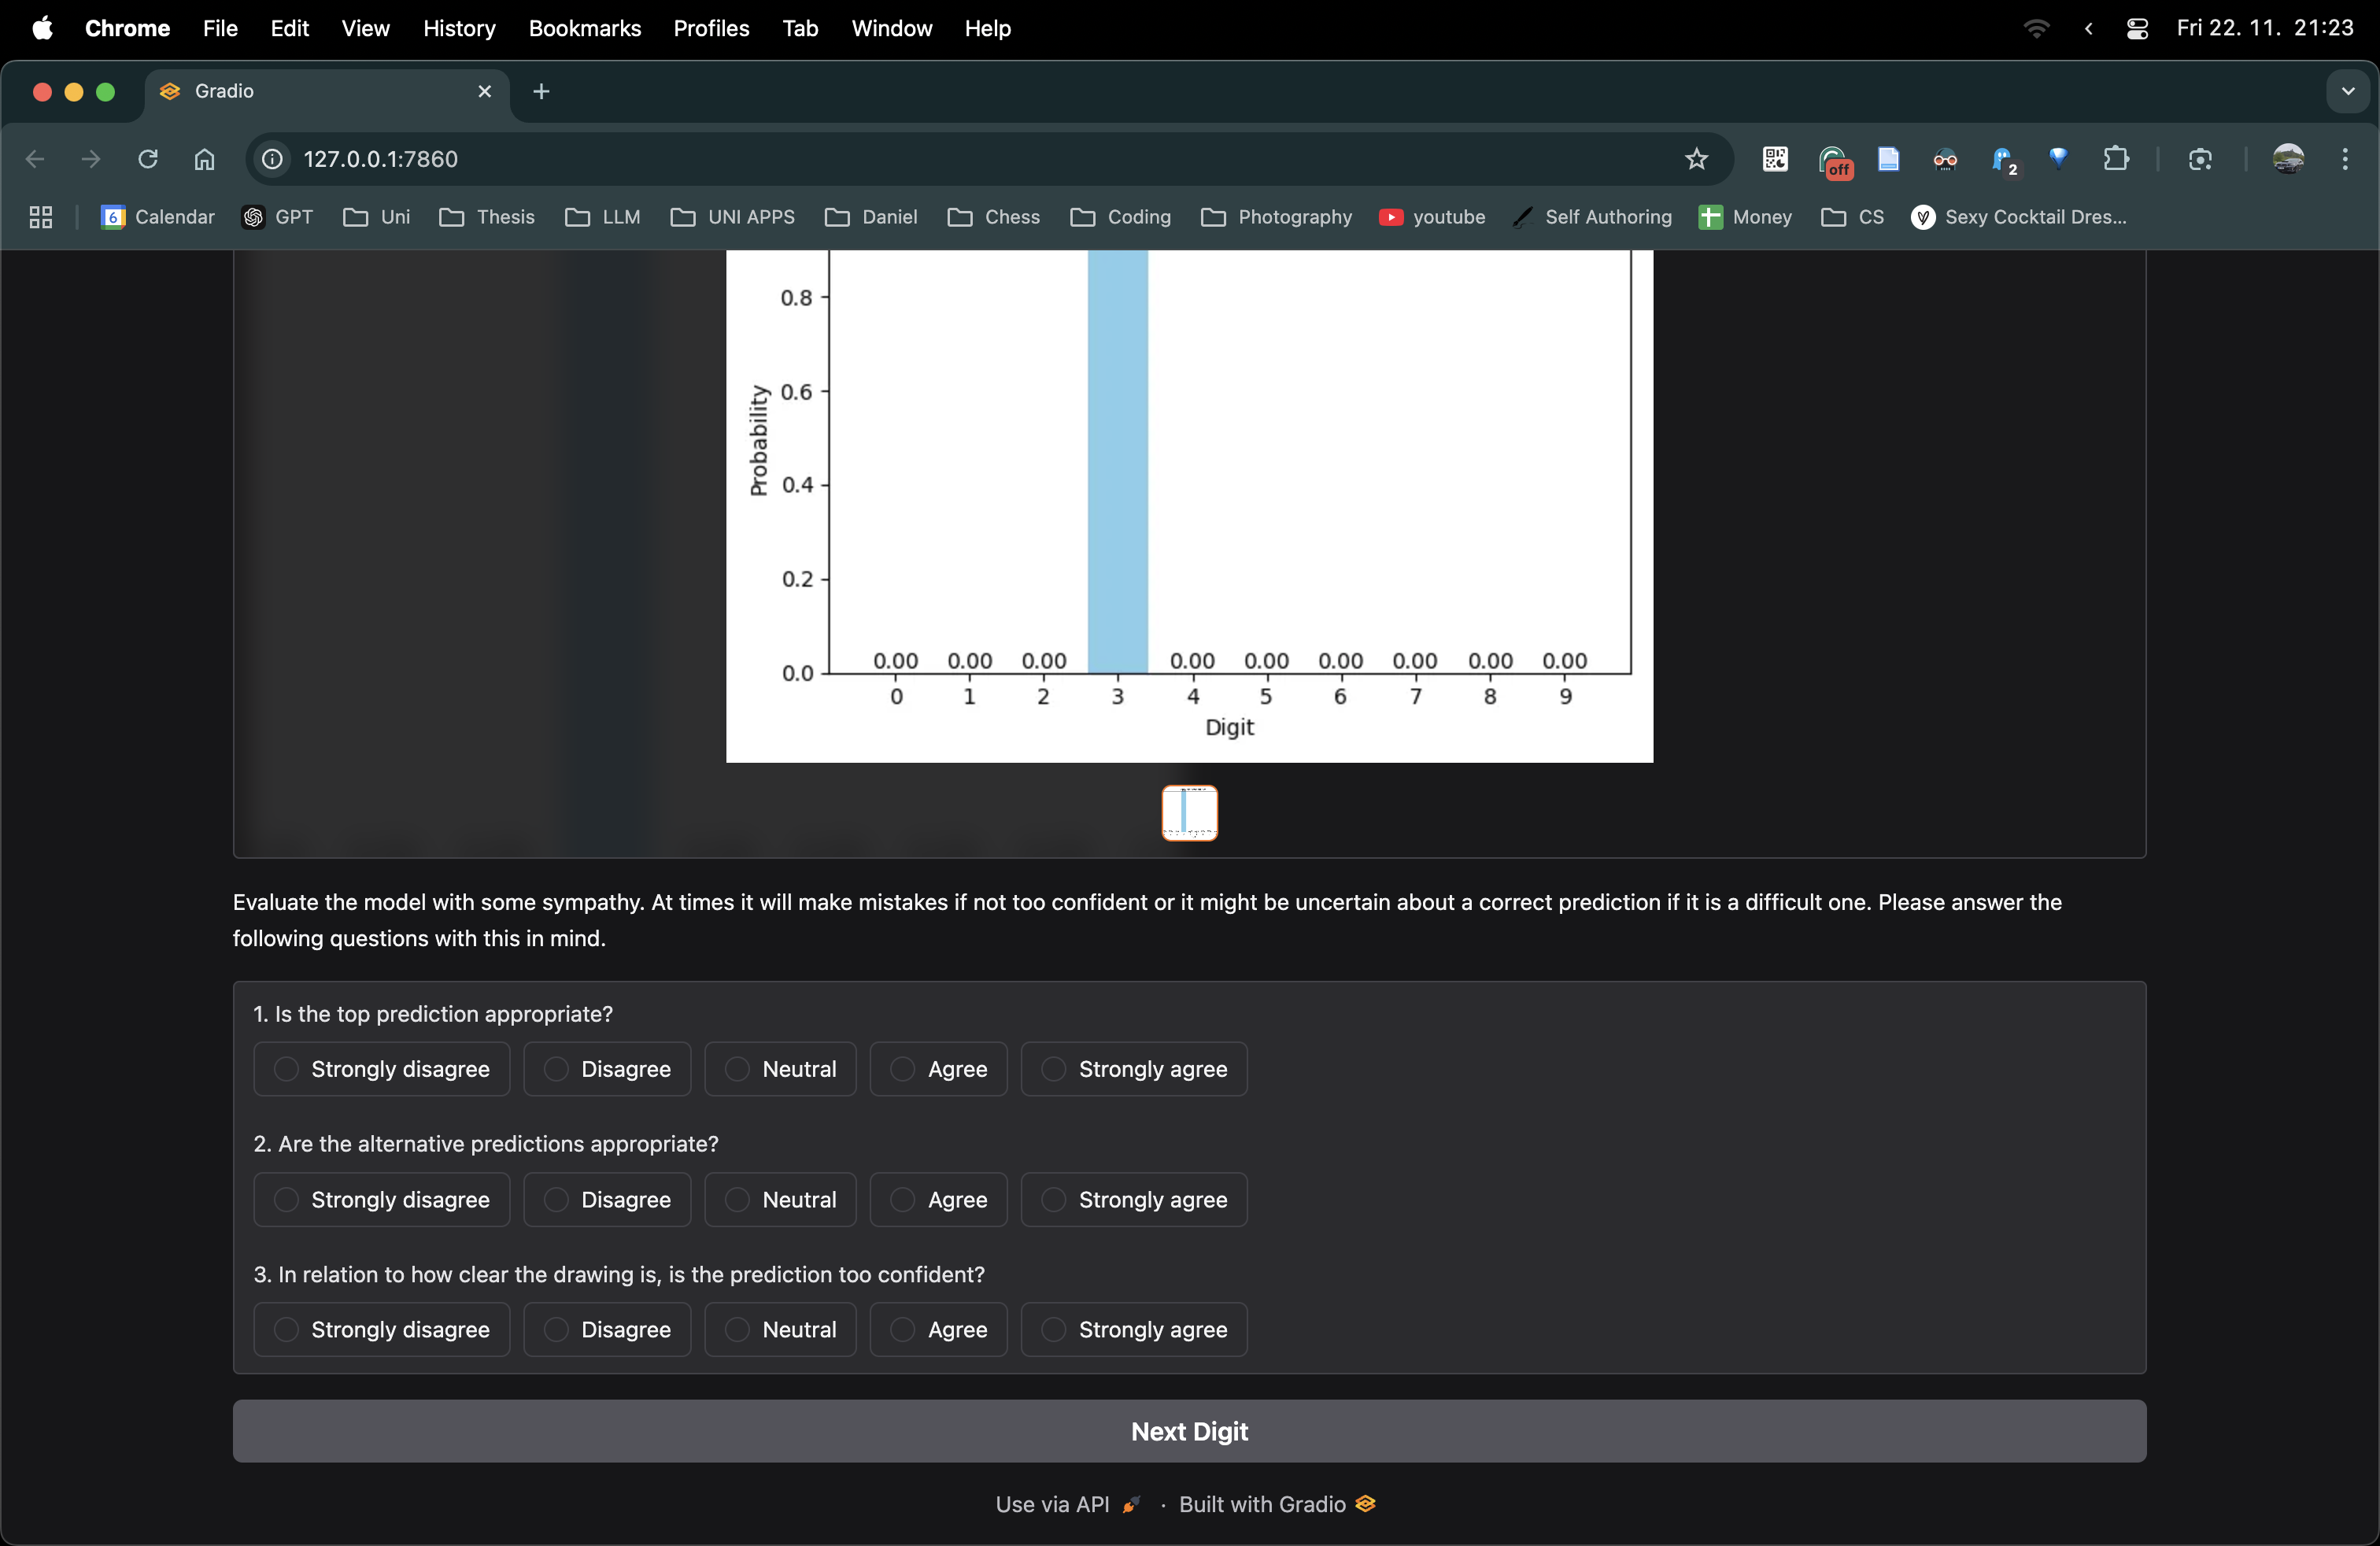 Chrome File Edit View History Bookmarks Profiles Tab Window Help Fri 22. 11. 21:23
Gradio
127.0.0.1:7860 off 2
6 Calendar GPT Uni Thesis LLM UNI APPS Daniel Chess Coding Photography youtube Self Authoring Money CS Sexy Cocktail Dres...
0.8
0.6
0.4
0.2
0.0
Probability
0.00 0.00 0.00 0.00 0.00 0.00 0.00 0.00 0.00
0 1 2 3 4 5 6 7 8 9
Digit
Evaluate the model with some sympathy. At times it will make mistakes if not too confident or it might be uncertain about a correct prediction if it is a difficult one. Please answer the
following questions with this in mind.
1. Is the top prediction appropriate?
Strongly disagree Disagree Neutral Agree Strongly agree
2. Are the alternative predictions appropriate?
Strongly disagree Disagree Neutral Agree Strongly agree
3. In relation to how clear the drawing is, is the prediction too confident?
Strongly disagree Disagree Neutral Agree Strongly agree
Next Digit
Use via API · Built with Gradio